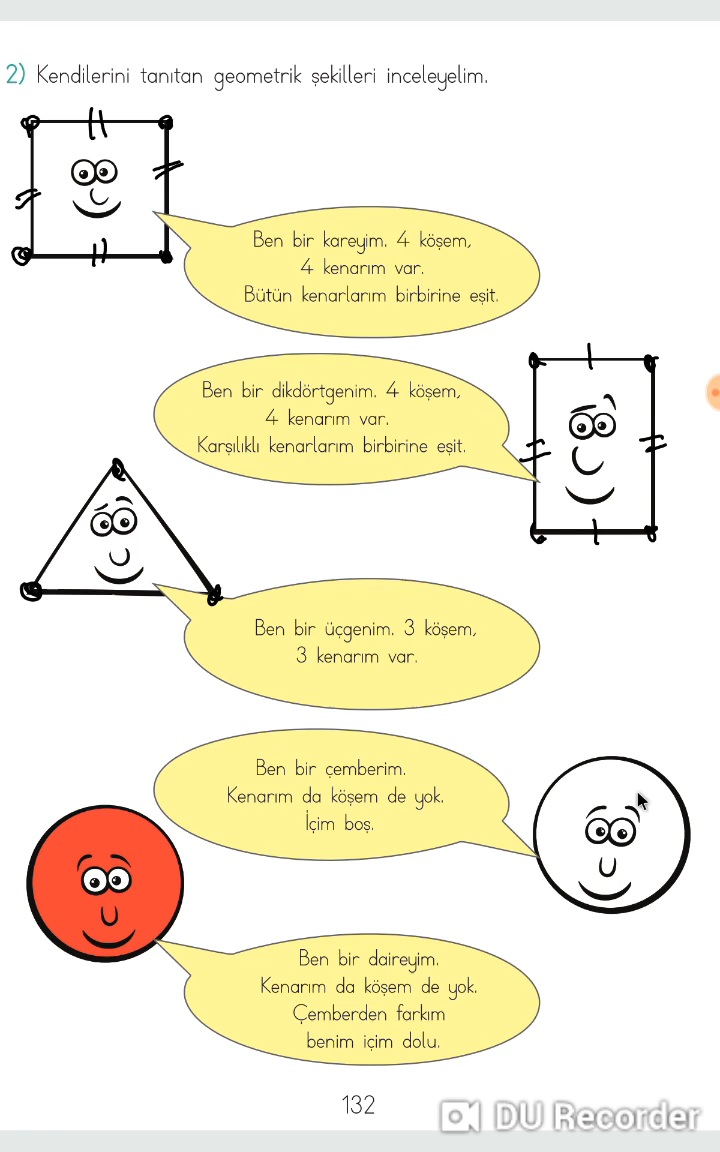 2) Kendilerini tanıtan geometrik şekilleri inceleyelim.
Ben bir kareyim. 4 köşem,
4 kenarım var.
Bütün kenarlarım birbirine eşit.
Ben bir dikdörtgenim. 4 köşem,
4 kenarım var.
Karşılıklı kenarlarım birbirine eşit.
Ben bir üçgenim. 3 köşem,
3 kenarım var.
Ben bir çemberim.
Kenarım da köşem de yok.
İçim boş.
Ben bir daireyim.
Kenarım da köşem de yok.
Çemberden farkım
benim içim dolu.
132
DU Recorder